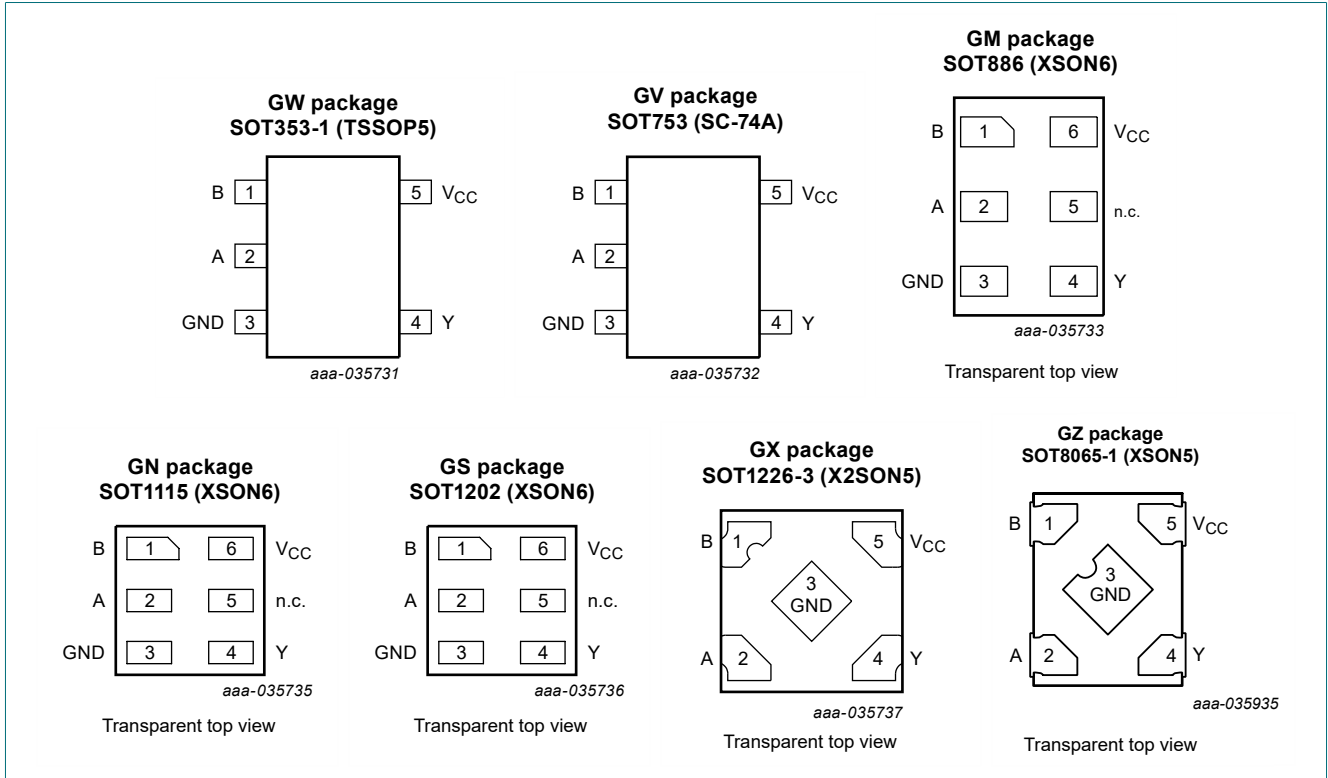 GW package
SOT353-1 (TSSOP5)
B 1
5 VCC
A 2
GND 3
4 Y
aaa-035731
GV package
SOT753 (SC-74A)
B 1
5 VCC
A 2
GND 3
4 Y
aaa-035732
GM package
SOT886 (XSON6)
B 1 6 VCC
A 2 5 n.c.
GND 3 4 Y
aaa-035733
Transparent top view
GN package
SOT1115 (XSON6)
B 1 6 VCC
A 2 5 n.c.
GND 3 4 Y
aaa-035735
Transparent top view
GS package
SOT1202 (XSON6)
B 1 6 VCC
A 2 5 n.c.
GND 3 4 Y
aaa-035736
Transparent top view
GX package
SOT1226-3 (X2SON5)
B 1 5 VCC
3
GND
A 2 4 Y
aaa-035737
Transparent top view
GZ package
SOT8065-1 (XSON5)
B 1 5 VCC
3
GND
A 2 4 Y
aaa-035935
Transparent top view